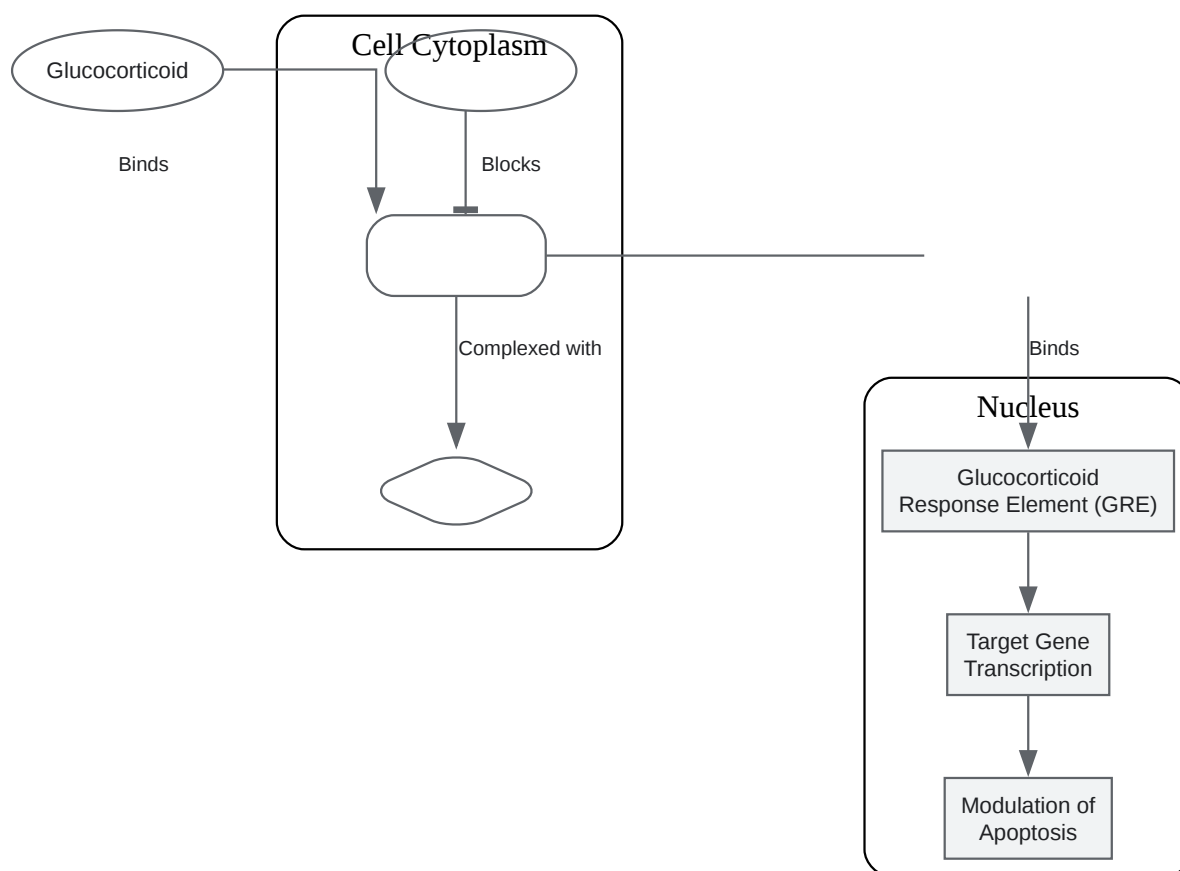 Cell Cytoplasm
Glucocorticoid
Binds
Blocks
Complexed with
Binds
Nucleus
Glucocorticoid
Response Element (GRE)
Target Gene
Transcription
Modulation of
Apoptosis